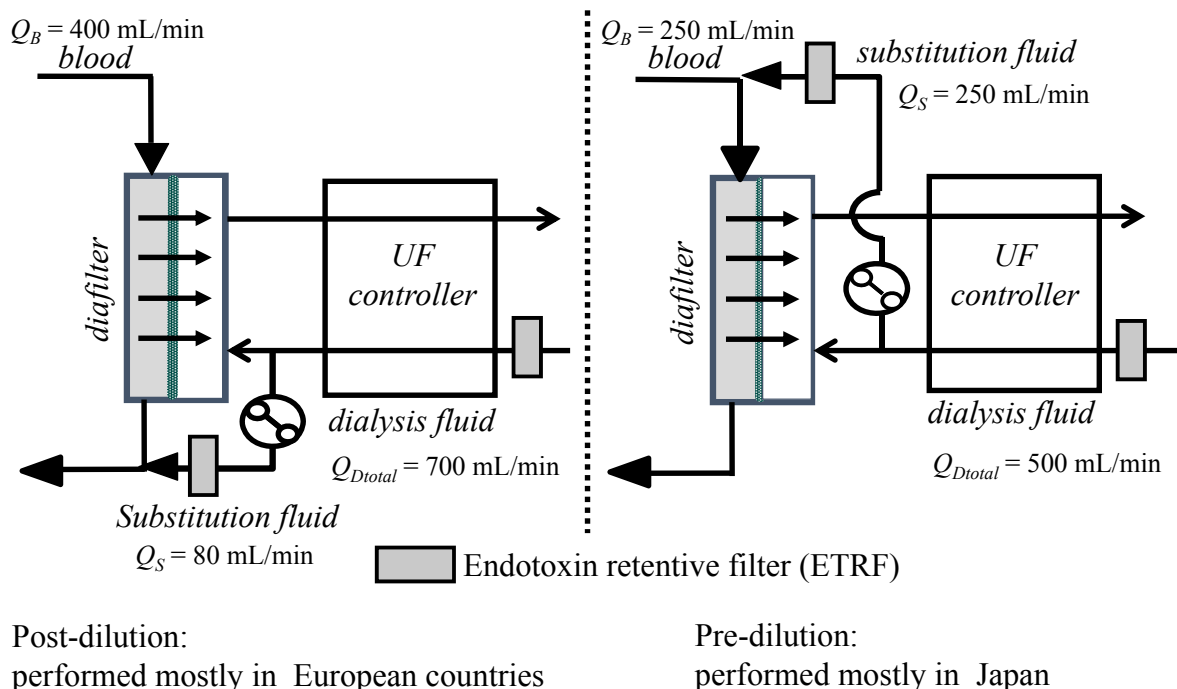 Q_B = 400 mL/min
blood
diafilter
UF
controller
dialysis fluid
Q_Dtotal = 700 mL/min
Substitution fluid
Q_S = 80 mL/min
Q_B = 250 mL/min
blood
substitution fluid
Q_S = 250 mL/min
diafilter
UF
controller
dialysis fluid
Q_Dtotal = 500 mL/min
Endotoxin retentive filter (ETRF)
Post-dilution:
performed mostly in European countries
Pre-dilution:
performed mostly in Japan